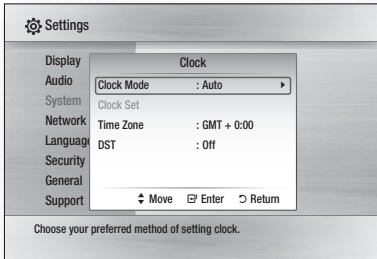 Settings
Display
Audio
System
Network
Language
Security
General
Support
Clock
Clock Mode : Auto
Clock Set
Time Zone : GMT + 0:00
DST : Off
Move Enter Return
Choose your preferred method of setting clock.